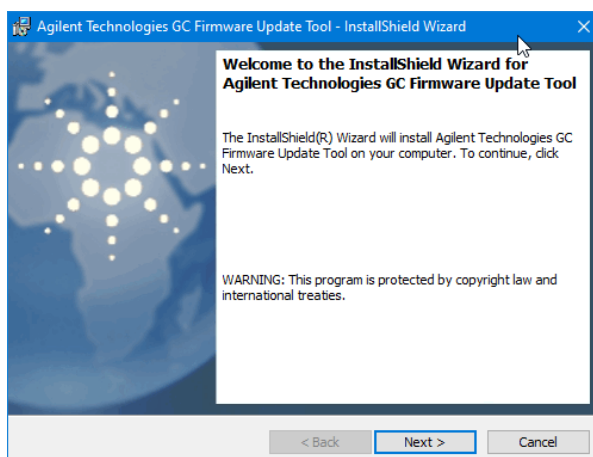 Agilent Technologies GC Firmware Update Tool - InstallShield Wizard
Welcome to the InstallShield Wizard for
Agilent Technologies GC Firmware Update Tool
The InstallShield(R) Wizard will install Agilent Technologies GC
Firmware Update Tool on your computer. To continue, click
Next.
WARNING: This program is protected by copyright law and
international treaties.
< Back
Next >
Cancel